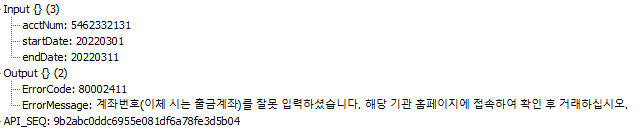 Input {} (3)
acctNum: 5462332131
startDate: 20220301
endDate: 20220311
Output {} (2)
ErrorCode: 80002411
ErrorMessage: 계좌번호(이체 시는 출금계좌)를 잘못 입력하셨습니다. 해당 기관 홈페이지에 접속하여 확인 후 거래하십시오.
API_SEQ: 9b2abc0ddc6955e081df6a78fe3d5b04